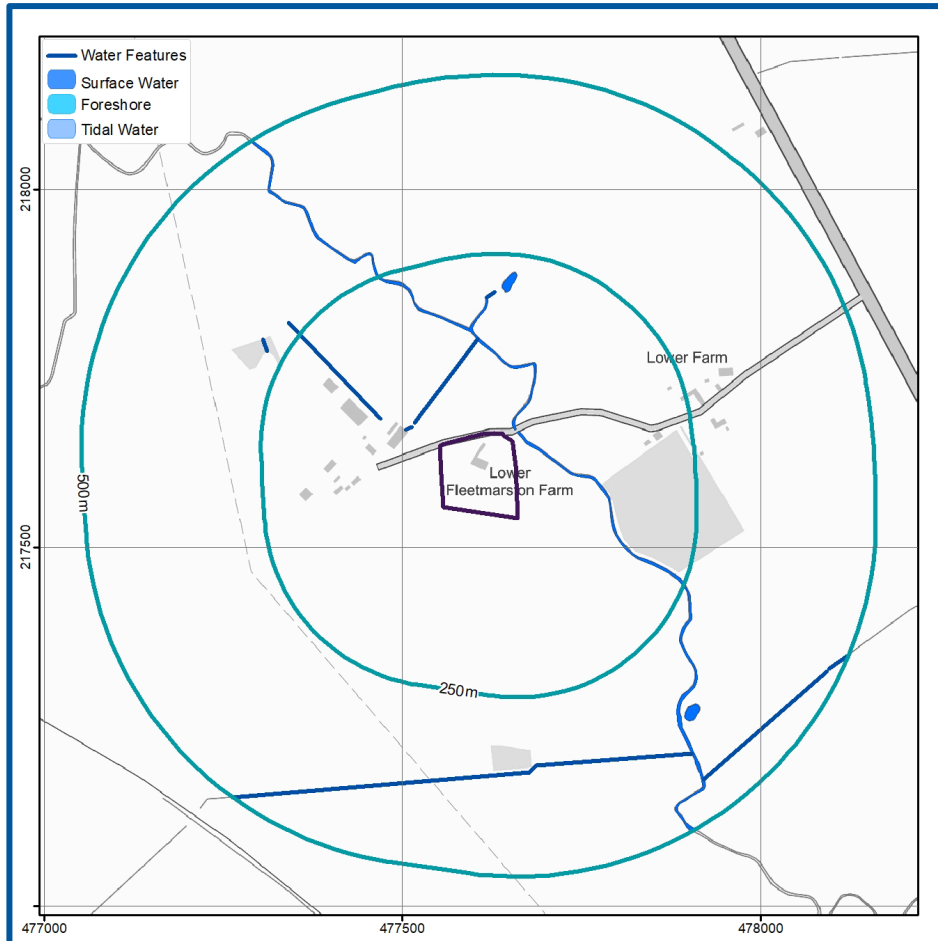 Water Features
Surface Water
Foreshore
Tidal Water
218000
Lower Farm
Lower
Fleetmarston Farm
500m
217500
250m
477000
477500
478000